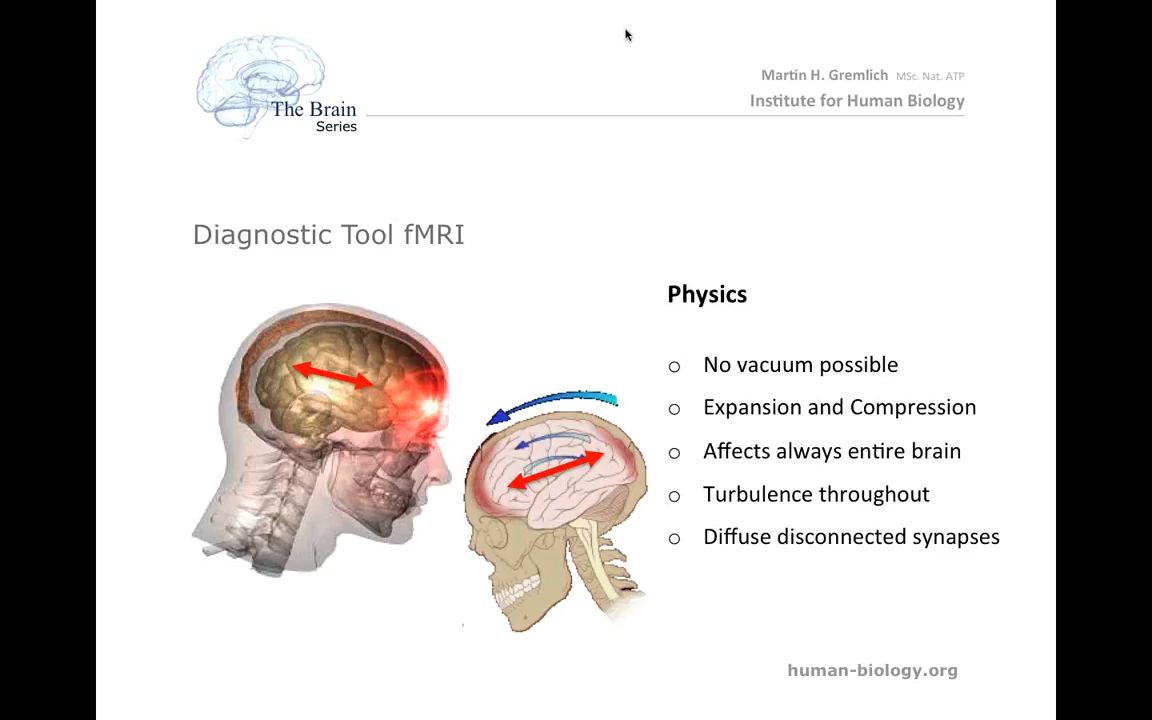 The Brain
Series
Martin H. Gremlich MSc. Nat. ATP
Institute for Human Biology
Diagnostic Tool fMRI
Physics
o No vacuum possible
o Expansion and Compression
o Affects always entire brain
o Turbulence throughout
o Diffuse disconnected synapses
human-biology.org